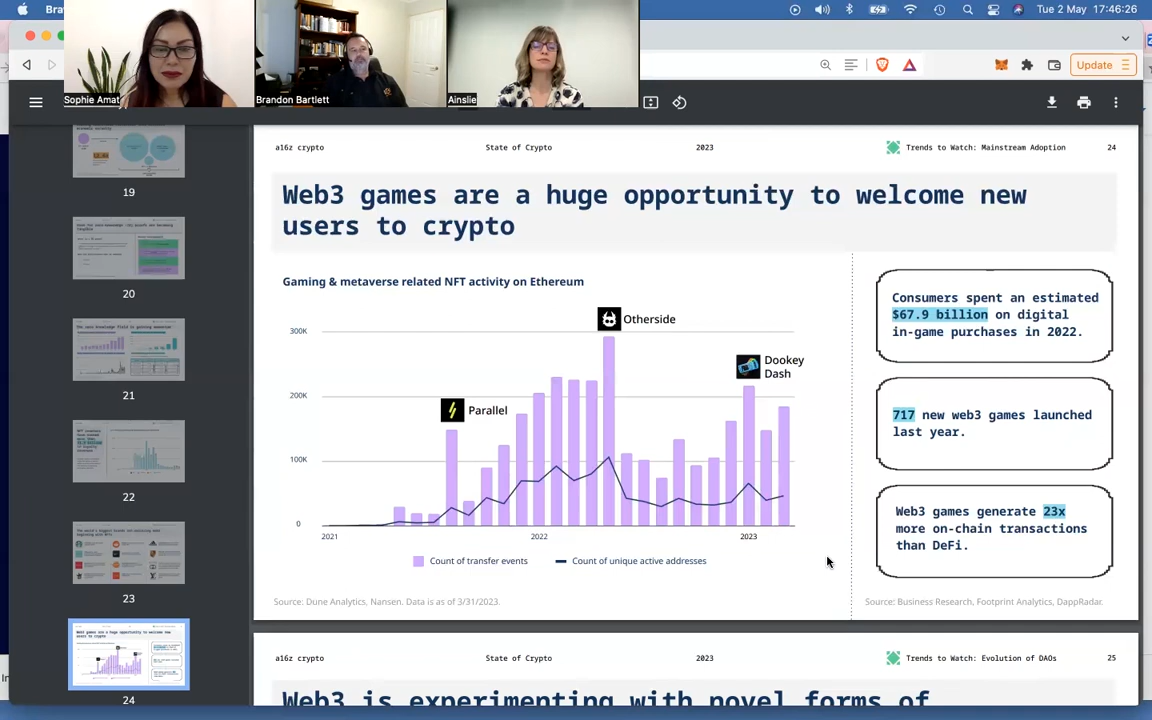 Brav
Tue 2 May 17:46:26
Update
Sophie Amat
Brandon Bartlett
Ainslie
19
20
21
22
23
24
a16z crypto
State of Crypto
2023
Trends to Watch: Mainstream Adoption
24
Web3 games are a huge opportunity to welcome new
users to crypto
Gaming & metaverse related NFT activity on Ethereum
300K
200K
100K
0
Otherside
Dookey
Dash
Parallel
2021
2022
2023
Count of transfer events
Count of unique active addresses
Source: Dune Analytics, Nansen. Data is as of 3/31/2023.
Consumers spent an estimated
$67.9 billion on digital
in-game purchases in 2022.
717 new web3 games launched
last year.
Web3 games generate 23x
more on-chain transactions
than DeFi.
Source: Business Research, Footprint Analytics, DappRadar.
a16z crypto
State of Crypto
2023
Trends to Watch: Evolution of DAOs
25
Web3 is experimenting with novel forms of